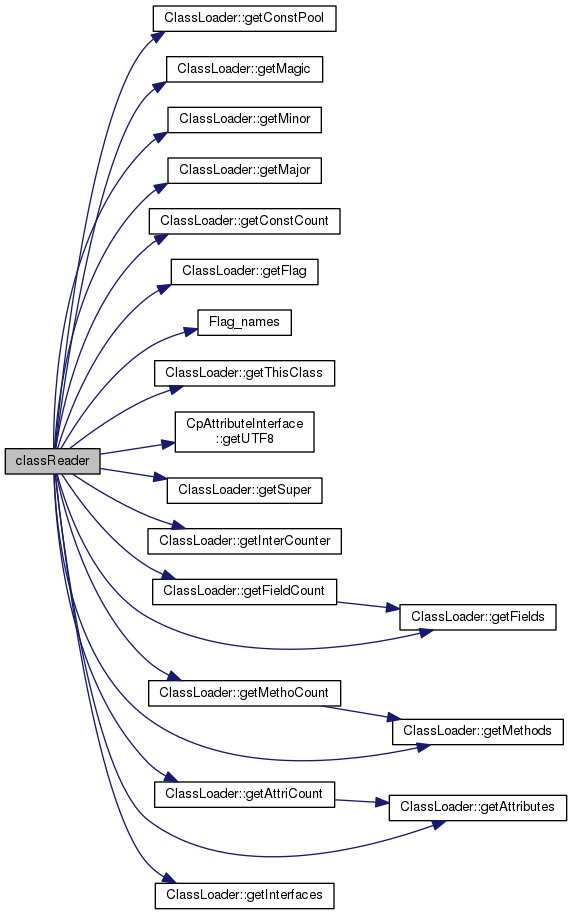 ClassLoader::getConstPool
ClassLoader::getMagic
ClassLoader::getMinor
ClassLoader::getMajor
ClassLoader::getConstCount
ClassLoader::getFlag
Flag_names
ClassLoader::getThisClass
CpAttributeInterface
::getUTF8
classReader
ClassLoader::getSuper
ClassLoader::getInterCounter
ClassLoader::getFieldCount
ClassLoader::getFields
ClassLoader::getMethoCount
ClassLoader::getMethods
ClassLoader::getAttriCount
ClassLoader::getAttributes
ClassLoader::getInterfaces